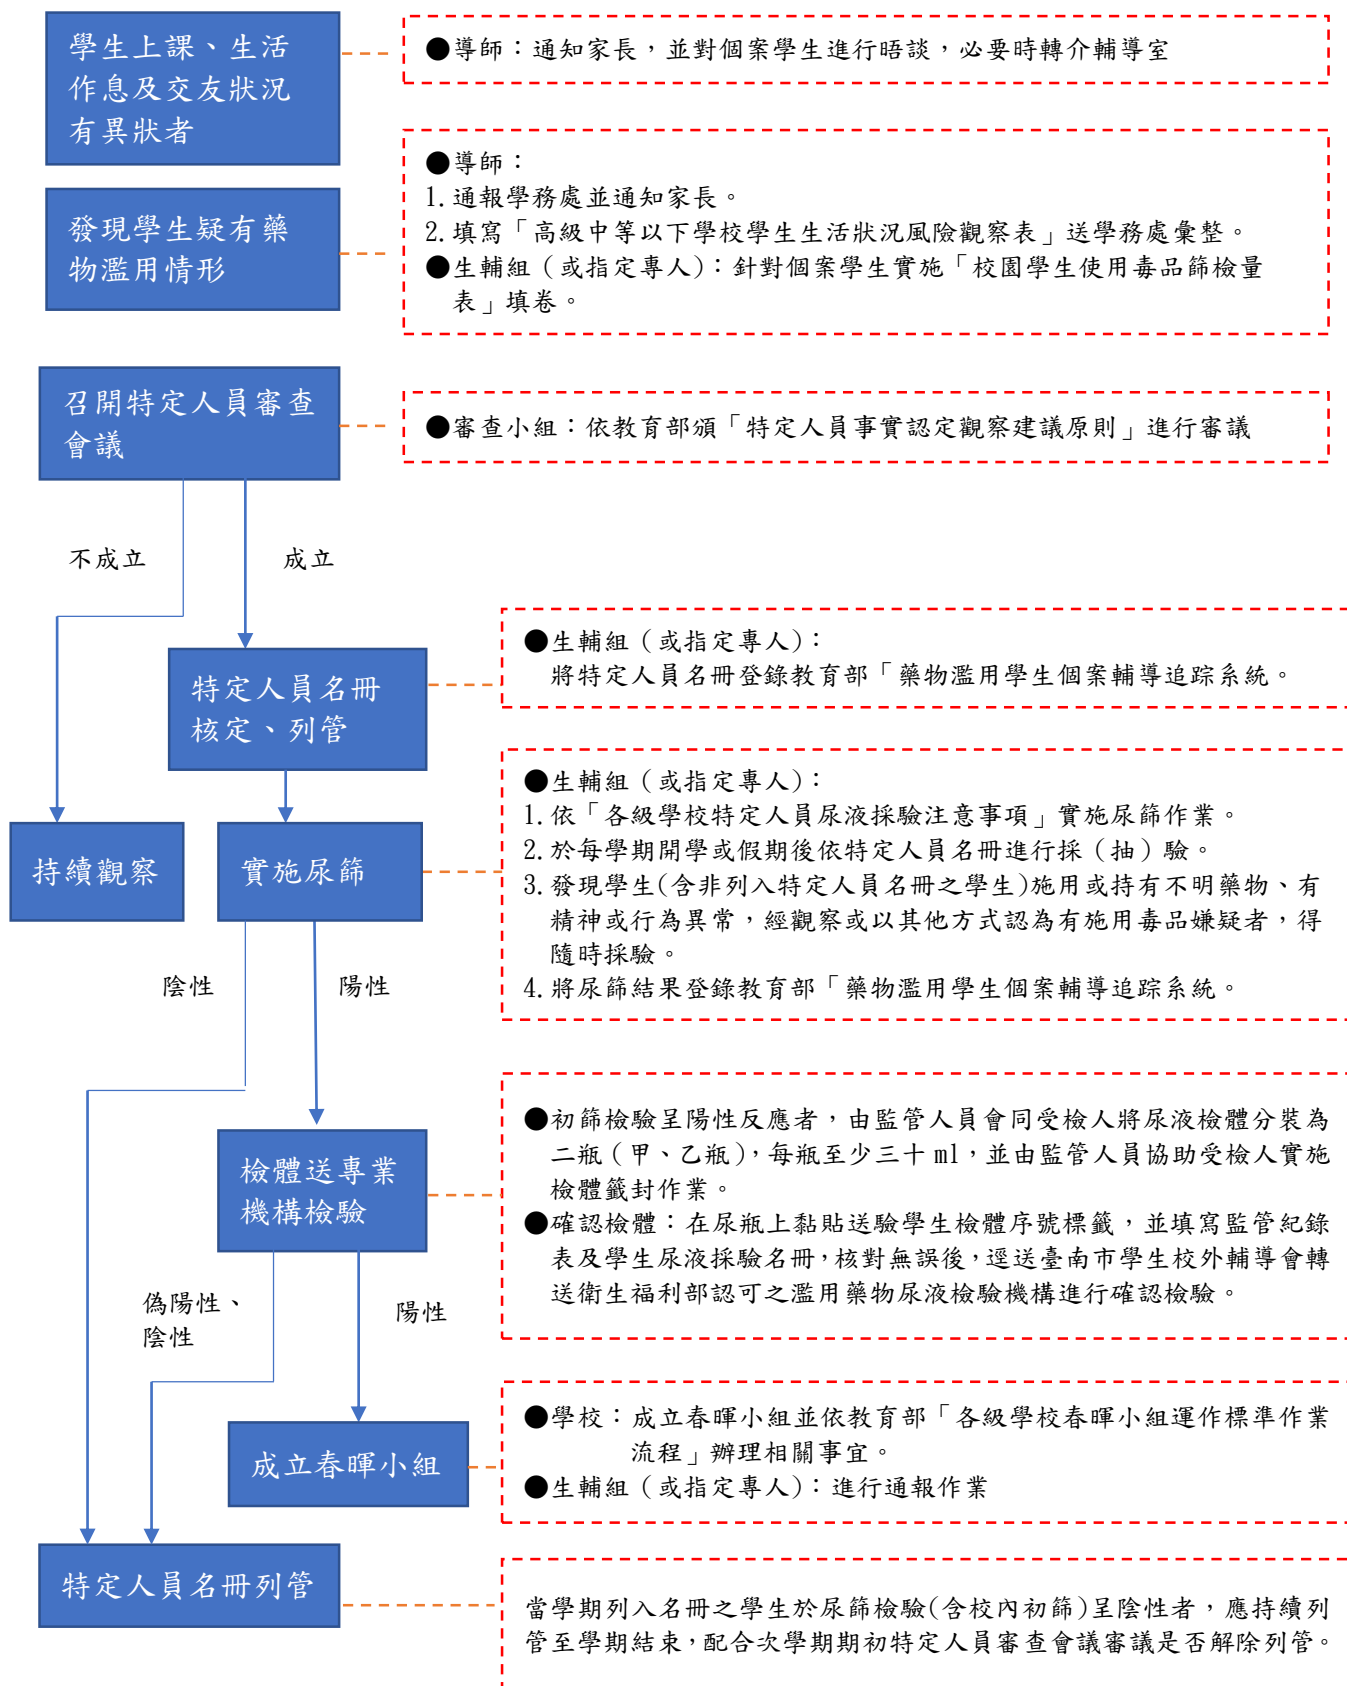 學生上課、生活
作息及交友狀況
有異狀者
●導師：通知家長，並對個案學生進行晤談，必要時轉介輔導室
發現學生疑有藥
物濫用情形
●導師：
1.通報學務處並通知家長。
2.填寫「高級中等以下學校學生生活狀況風險觀察表」送學務處彙整。
●生輔組（或指定專人）：針對個案學生實施「校園學生使用毒品篩檢量
表」填卷。
召開特定人員審查
會議
●審查小組：依教育部頒「特定人員事實認定觀察建議原則」進行審議
不成立
成立
特定人員名冊
核定、列管
●生輔組（或指定專人）：
將特定人員名冊登錄教育部「藥物濫用學生個案輔導追踪系統。
持續觀察
實施尿篩
●生輔組（或指定專人）：
1.依「各級學校特定人員尿液採驗注意事項」實施尿篩作業。
2.於每學期開學或假期後依特定人員名冊進行採（抽）驗。
3.發現學生(含非列入特定人員名冊之學生)施用或持有不明藥物、有
精神或行為異常，經觀察或以其他方式認為有施用毒品嫌疑者，得
隨時採驗。
4.將尿篩結果登錄教育部「藥物濫用學生個案輔導追踪系統。
陰性
陽性
檢體送專業
機構檢驗
●初篩檢驗呈陽性反應者，由監管人員會同受檢人將尿液檢體分裝為
二瓶（甲、乙瓶），每瓶至少三十 ml，並由監管人員協助受檢人實施
檢體籤封作業。
●確認檢體：在尿瓶上黏貼送驗學生檢體序號標籤，並填寫監管紀錄
表及學生尿液採驗名冊，核對無誤後，逕送臺南市學生校外輔導會轉
送衛生福利部認可之濫用藥物尿液檢驗機構進行確認檢驗。
偽陽性、
陰性
陽性
成立春暉小組
●學校：成立春暉小組並依教育部「各級學校春暉小組運作標準作業
流程」辦理相關事宜。
●生輔組（或指定專人）：進行通報作業
特定人員名冊列管
當學期列入名冊之學生於尿篩檢驗(含校內初篩)呈陰性者，應持續列
管至學期結束，配合次學期期初特定人員審查會議審議是否解除列管。